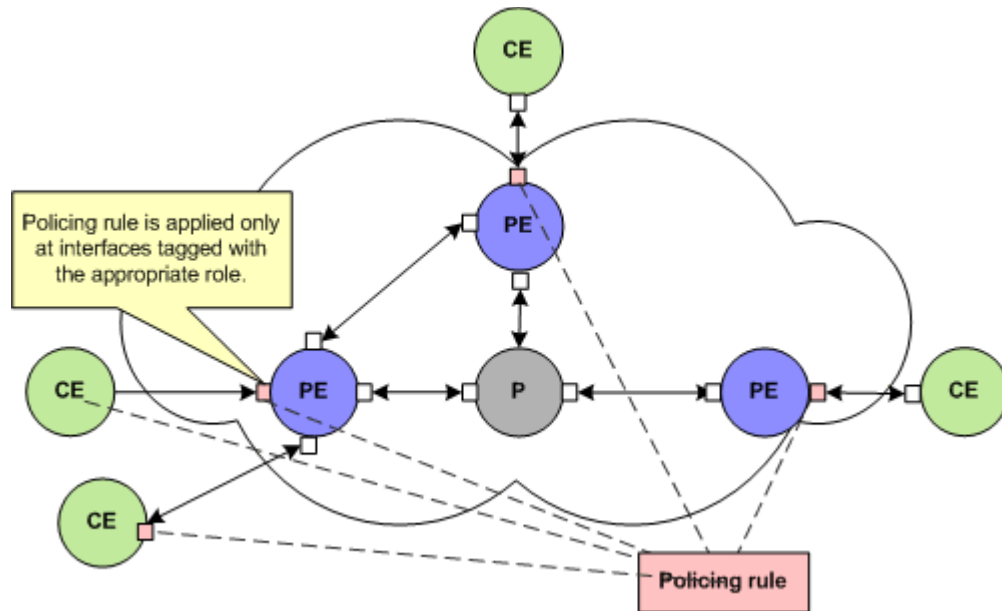 CE
Policing rule is applied only
at interfaces tagged with
the appropriate role.
PE
CE
PE
P
PE
CE
CE
Policing rule